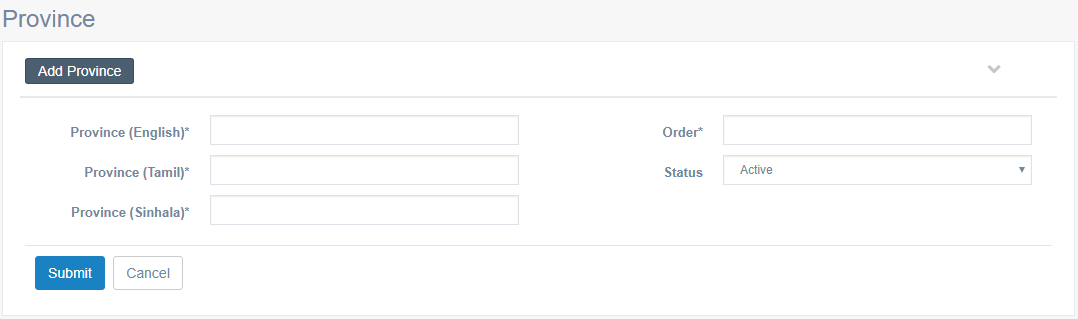 Province
Add Province
Province (English)*
Order*
Province (Tamil)*
Status
Active
Province (Sinhala)*
Submit
Cancel